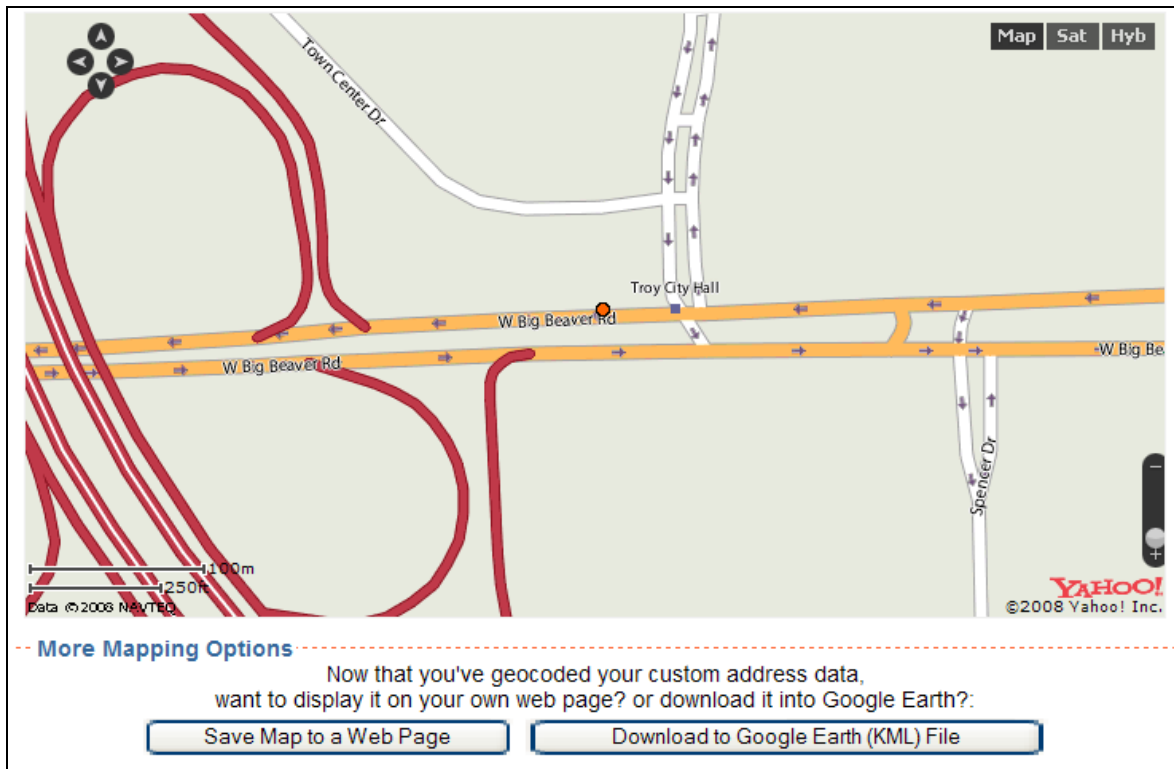 Map Sat Hyb
Town Center Dr
Troy City Hall
W Big Beaver Rd
W Big Beaver Rd
W Big Be
Spencer Dr
100m
250ft
Data ©2008 NAVTEQ
YAHOO!
©2008 Yahoo! Inc.
More Mapping Options
Now that you've geocoded your custom address data,
want to display it on your own web page? or download it into Google Earth?:
Save Map to a Web Page
Download to Google Earth (KML) File